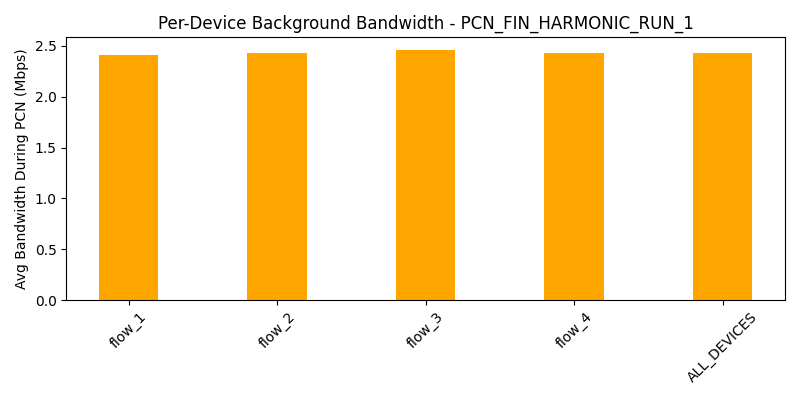 Per-Device Background Bandwidth - PCN_FIN_HARMONIC_RUN_1
Avg Bandwidth During PCN (Mbps)
2.5
2.0
1.5
1.0
0.5
0.0
flow_1
flow_2
flow_3
flow_4
ALL_DEVICES